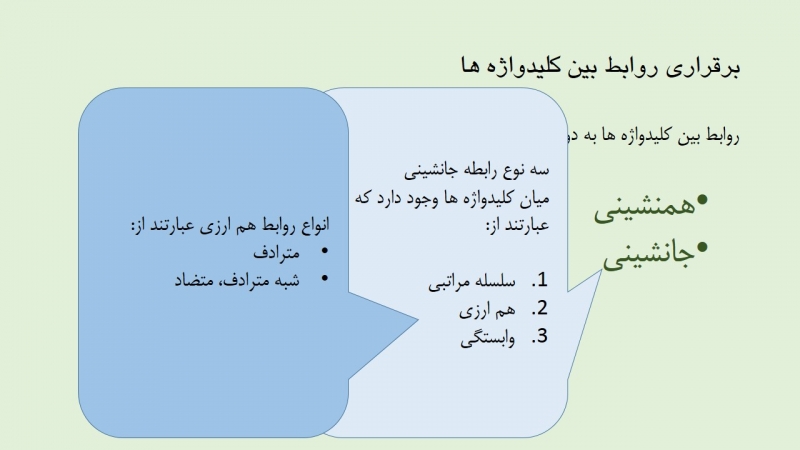 برقراری روابط بین کلیدواژه ها
روابط بین کلیدواژه ها به دو
•همنشینی
•جانشینی
سه نوع رابطه جانشینی
میان کلیدواژه ها وجود دارد که
عبارتند از:
1. سلسله مراتبی
2. هم ارزی
3. وابستگی
انواع روابط هم ارزی عبارتند از:
• مترادف
• شبه مترادف، متضاد